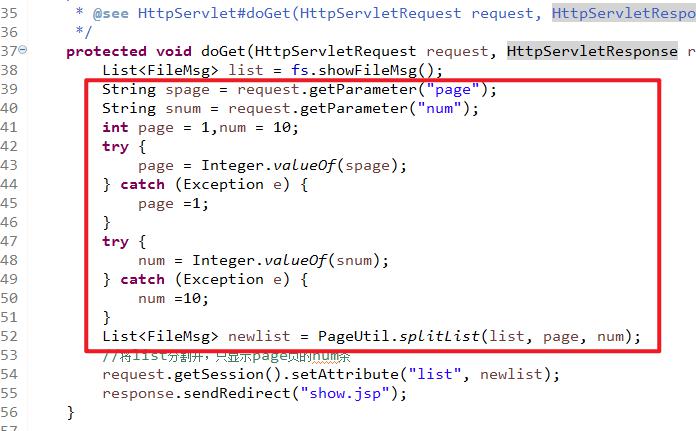 35 * @see HttpServlet#doGet(HttpServletRequest request, HttpServletRespo
36 */
37 protected void doGet(HttpServletRequest request, HttpServletResponse r
38 List<FileMsg> list = fs.showFileMsg();
39 String spage = request.getParameter("page");
40 String snum = request.getParameter("num");
41 int page = 1,num = 10;
42 try {
43 page = Integer.valueOf(spage);
44 } catch (Exception e) {
45 page =1;
46 }
47 try {
48 num = Integer.valueOf(snum);
49 } catch (Exception e) {
50 num =10;
51 }
52 List<FileMsg> newlist = PageUtil.splitList(list, page, num);
53 //将list分割开，只显示page页的num条
54 request.getSession().setAttribute("list", newlist);
55 response.sendRedirect("show.jsp");
56 }
57